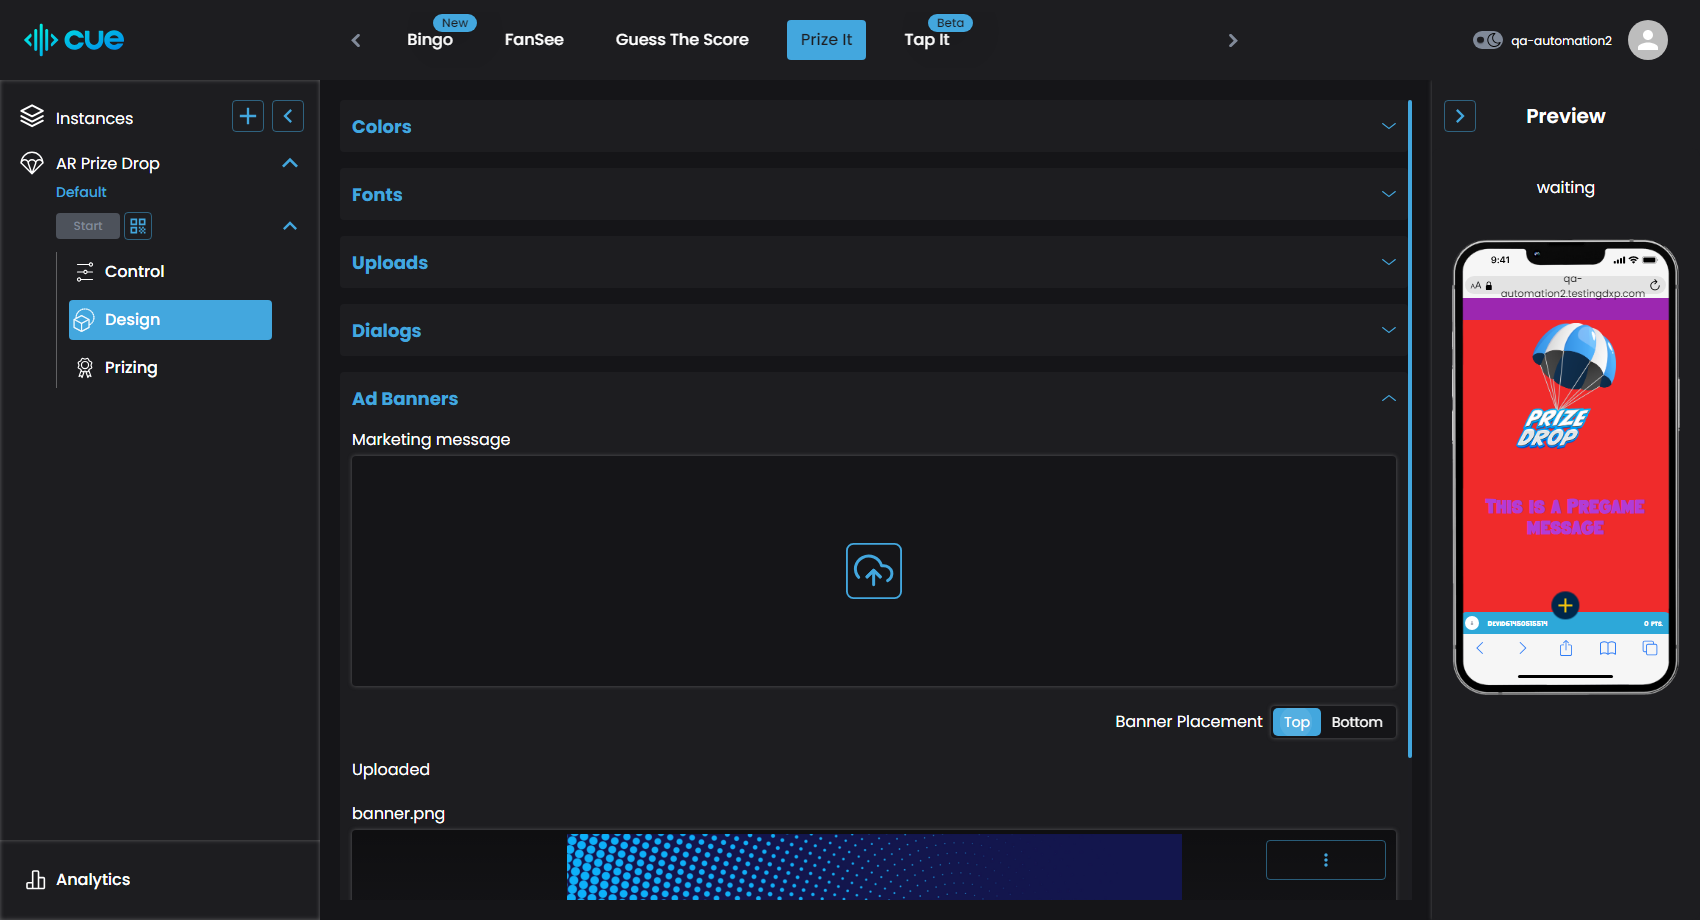 cue
Bingo
New
FanSee
Guess The Score
Prize It
Tap It
Beta
qa-automation2
Instances
AR Prize Drop
Default
Start
Control
Design
Prizing
Analytics
Colors
Fonts
Uploads
Dialogs
Ad Banners
Marketing message
Banner Placement
Top
Bottom
Uploaded
banner.png
Preview
waiting
9:41
AA
qa-
automation2.testingdxp.com
PRIZE
DROP
This is a Pregame
message
0 PTS.